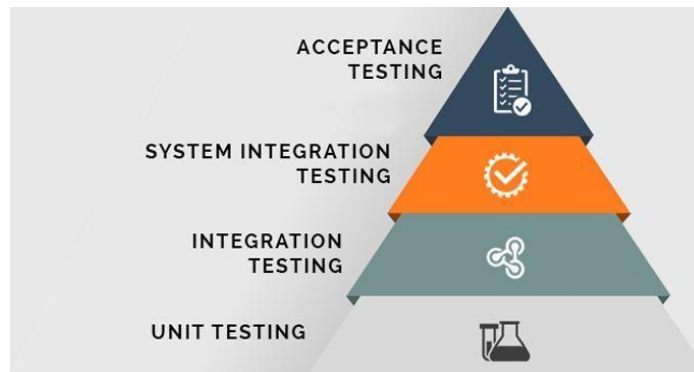 ACCEPTANCE
TESTING
SYSTEM INTEGRATION
TESTING
INTEGRATION
TESTING
UNIT TESTING